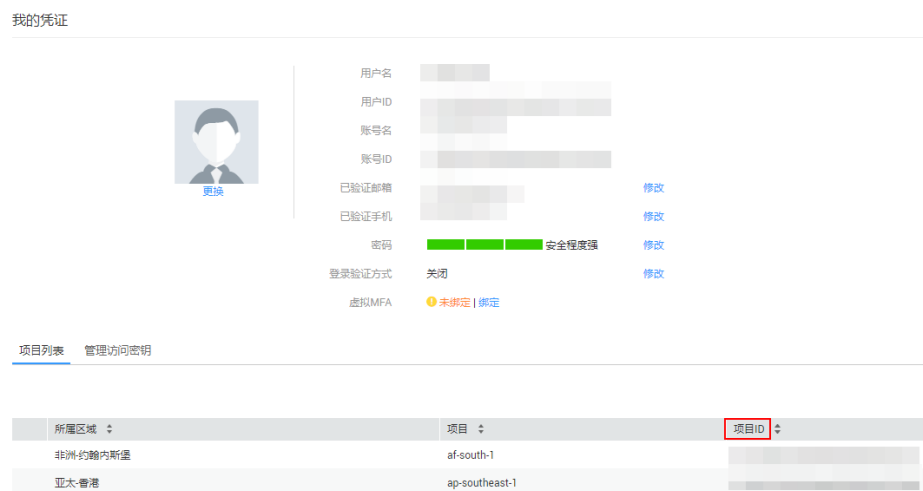 我的凭证
用户名
用户ID
账号名
账号ID
已验证邮箱 修改
已验证手机 修改
密码 安全程度强 修改
登录验证方式 关闭 修改
虚拟MFA 未绑定 | 绑定
更换
项目列表 管理访问密钥
所属区域 项目 项目ID
非洲-约翰内斯堡 af-south-1
亚太-香港 ap-southeast-1